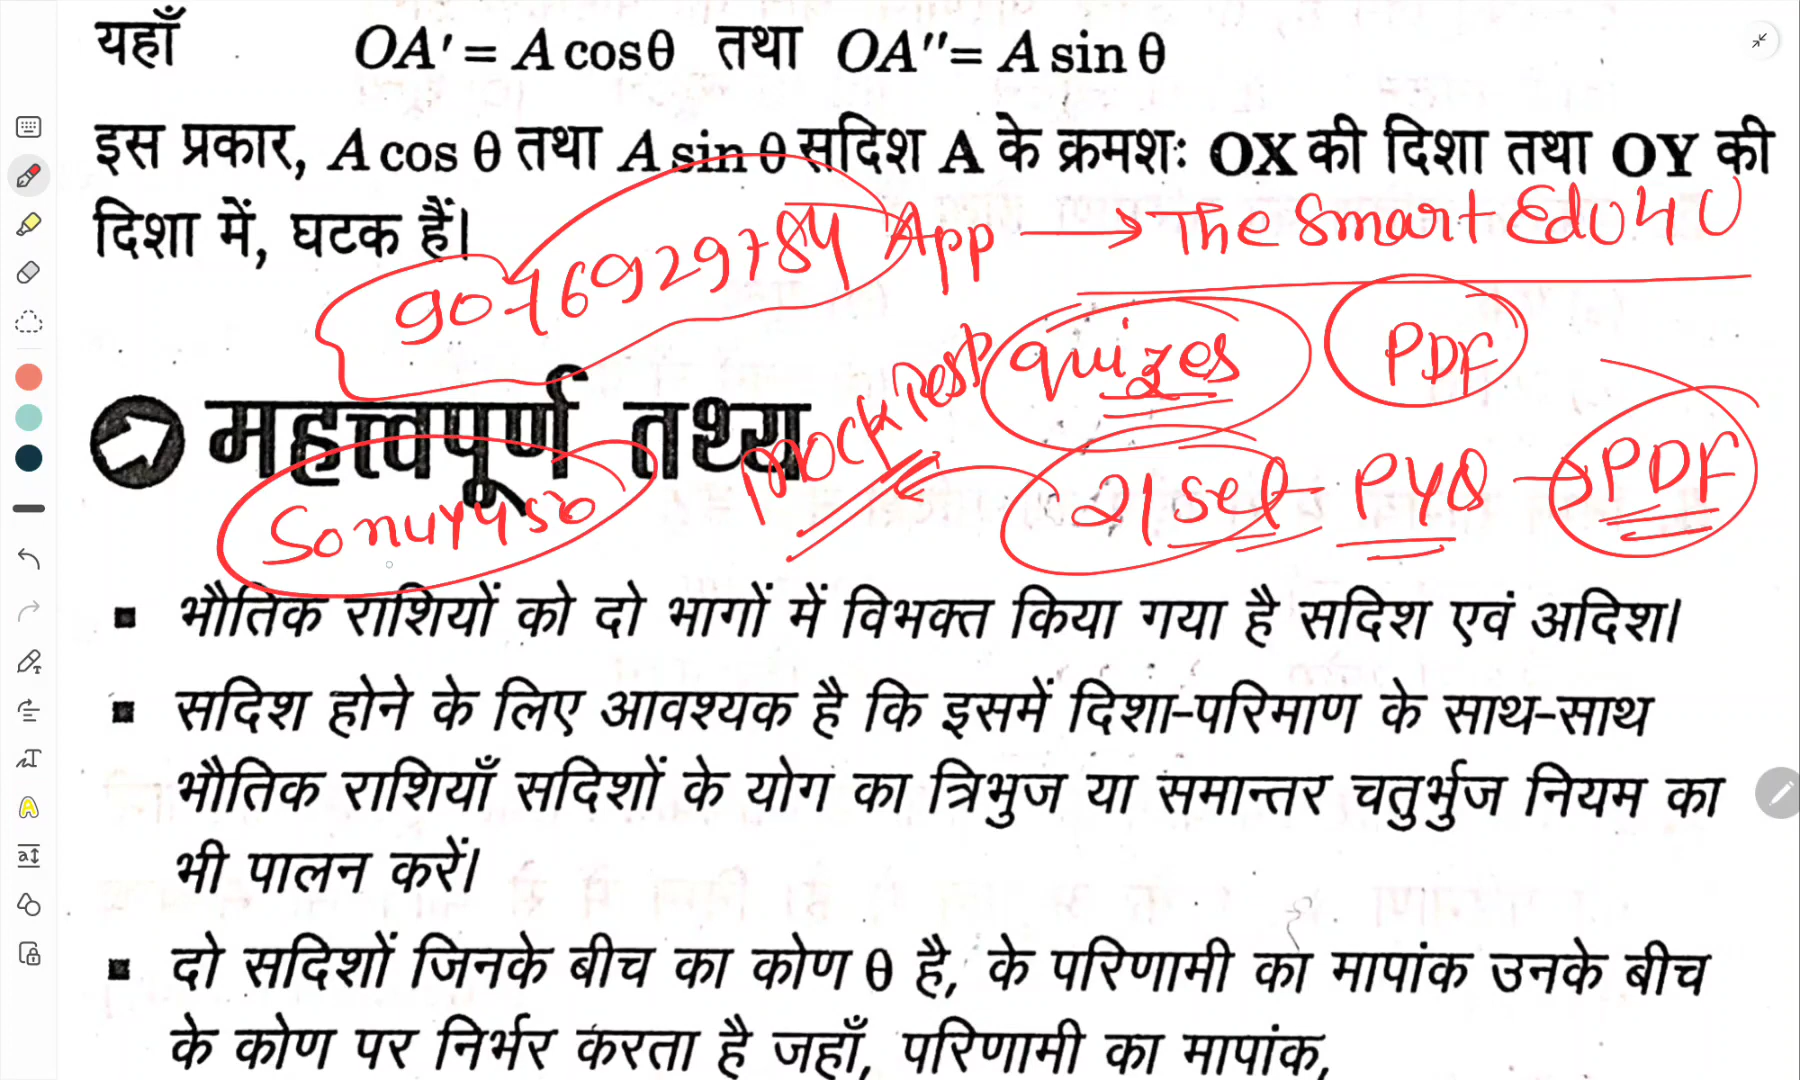 यहाँ OA′ = A cosθ तथा OA″= A sin θ
इस प्रकार, A cos θ तथा A sin θ सदिश A के क्रमशः OX की दिशा तथा OY की
दिशा में, घटक हैं।
App → The Smart EdU 4 U
9076929784
quizes PDF
Mock Test
महत्त्वपूर्ण तथ्य
21 set - PYQ → PDF
भौतिक राशियों को दो भागों में विभक्त किया गया है सदिश एवं अदिश।
सदिश होने के लिए आवश्यक है कि इसमें दिशा-परिमाण के साथ-साथ
भौतिक राशियाँ सदिशों के योग का त्रिभुज या समान्तर चतुर्भुज नियम का
भी पालन करें।
दो सदिशों जिनके बीच का कोण θ है, के परिणामी का मापांक उनके बीच
के कोण पर निर्भर करता है जहाँ, परिणामी का मापांक,